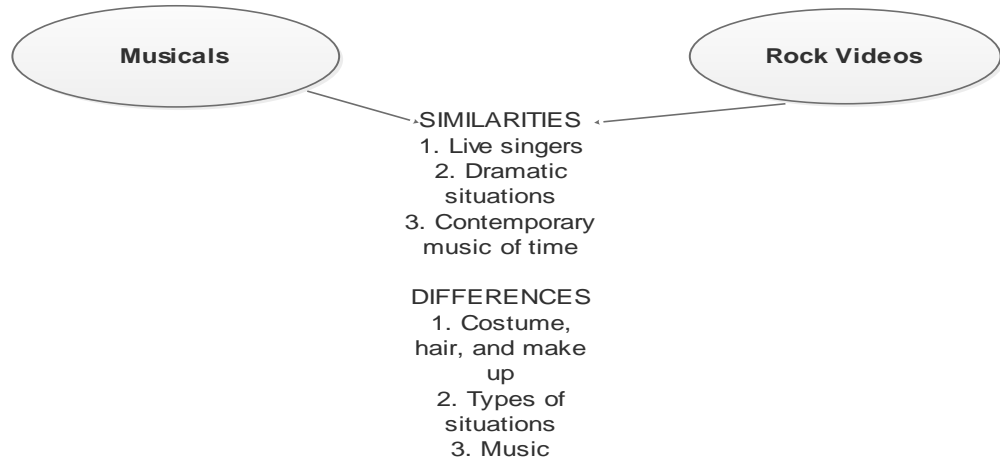 Musicals
Rock Videos
SIMILARITIES
1. Live singers
2. Dramatic
situations
3. Contemporary
music of time
DIFFERENCES
1. Costume,
hair, and make
up
2. Types of
situations
3. Music